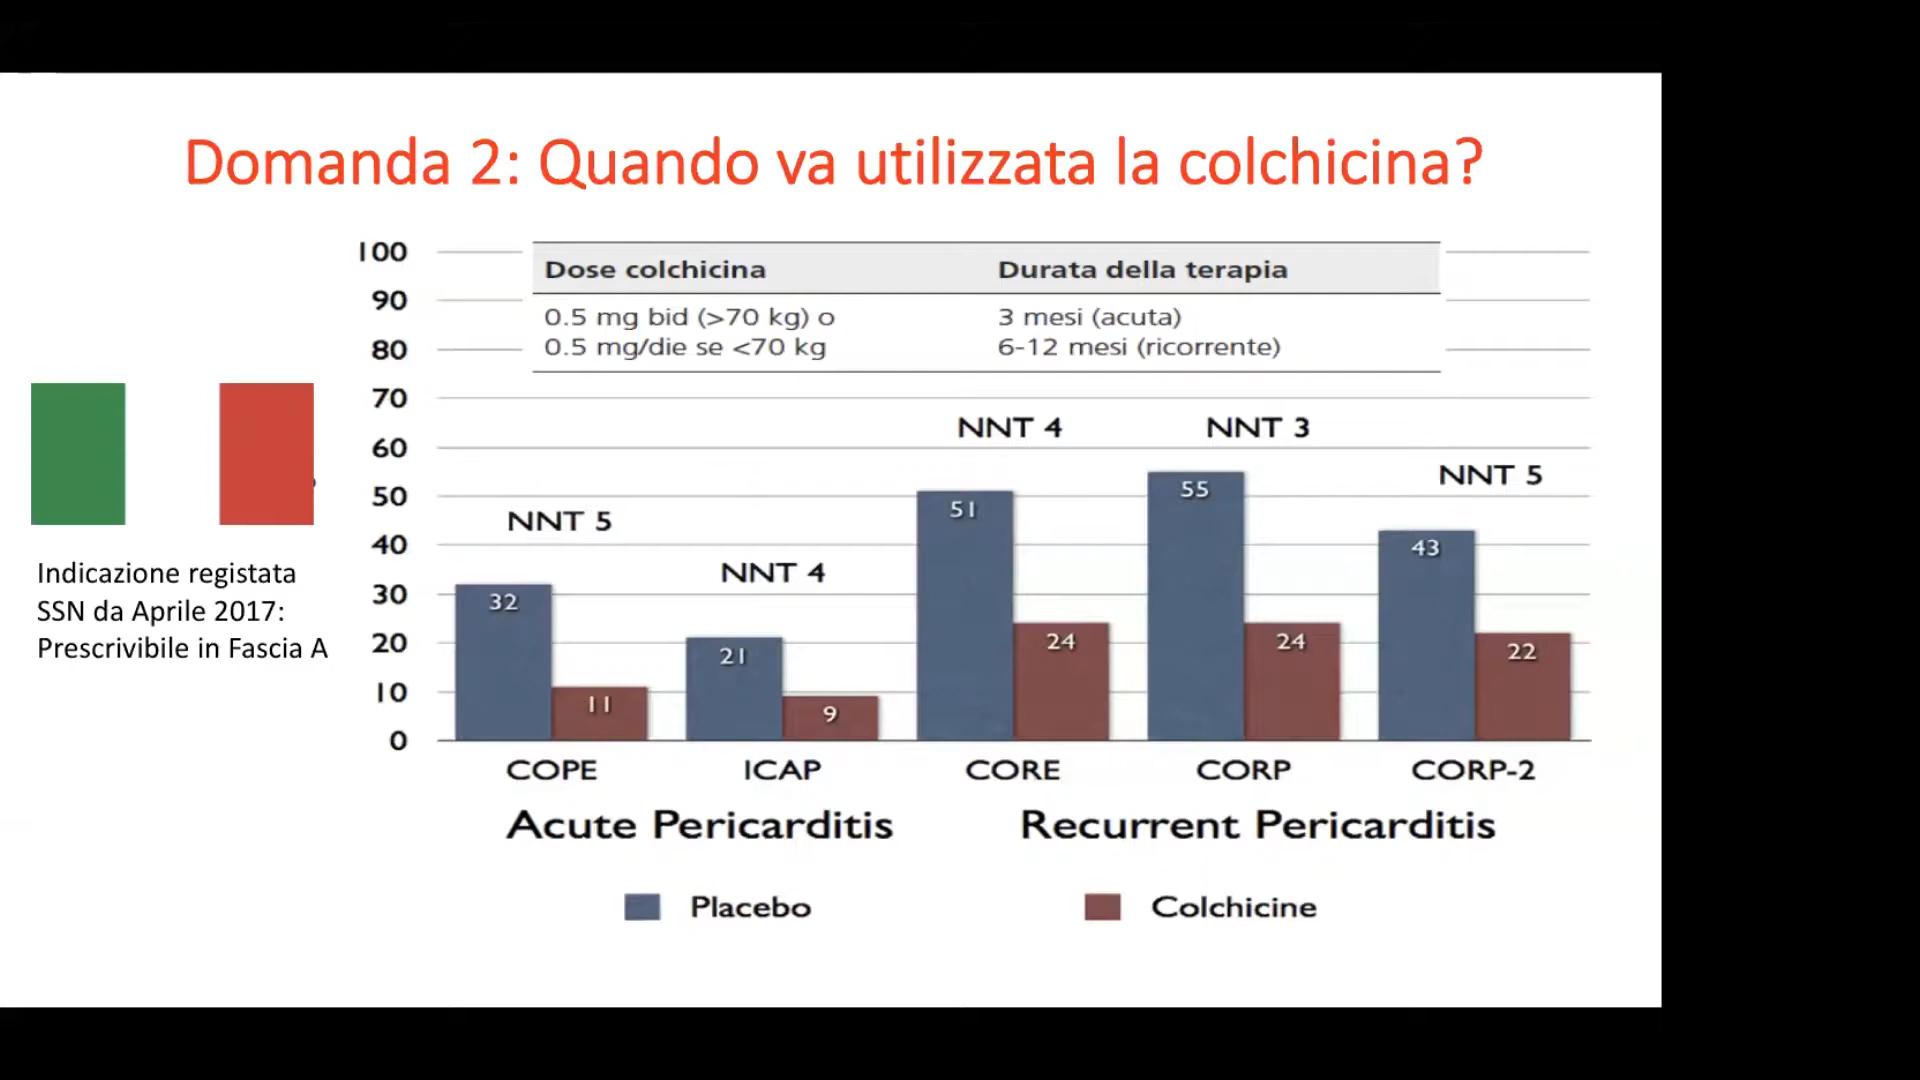 Domanda 2: Quando va utilizzata la colchicina?
Dose colchicina Durata della terapia
0.5 mg bid (>70 kg) o 3 mesi (acuta)
0.5 mg/die se <70 kg 6-12 mesi (ricorrente)
100
90
80
70
60
50
40
30
20
10
0
NNT 5
NNT 4
NNT 4
NNT 3
NNT 5
32
11
21
9
51
24
55
24
43
22
COPE
ICAP
CORE
CORP
CORP-2
Acute Pericarditis
Recurrent Pericarditis
Placebo
Colchicine
Indicazione registata
SSN da Aprile 2017:
Prescrivibile in Fascia A